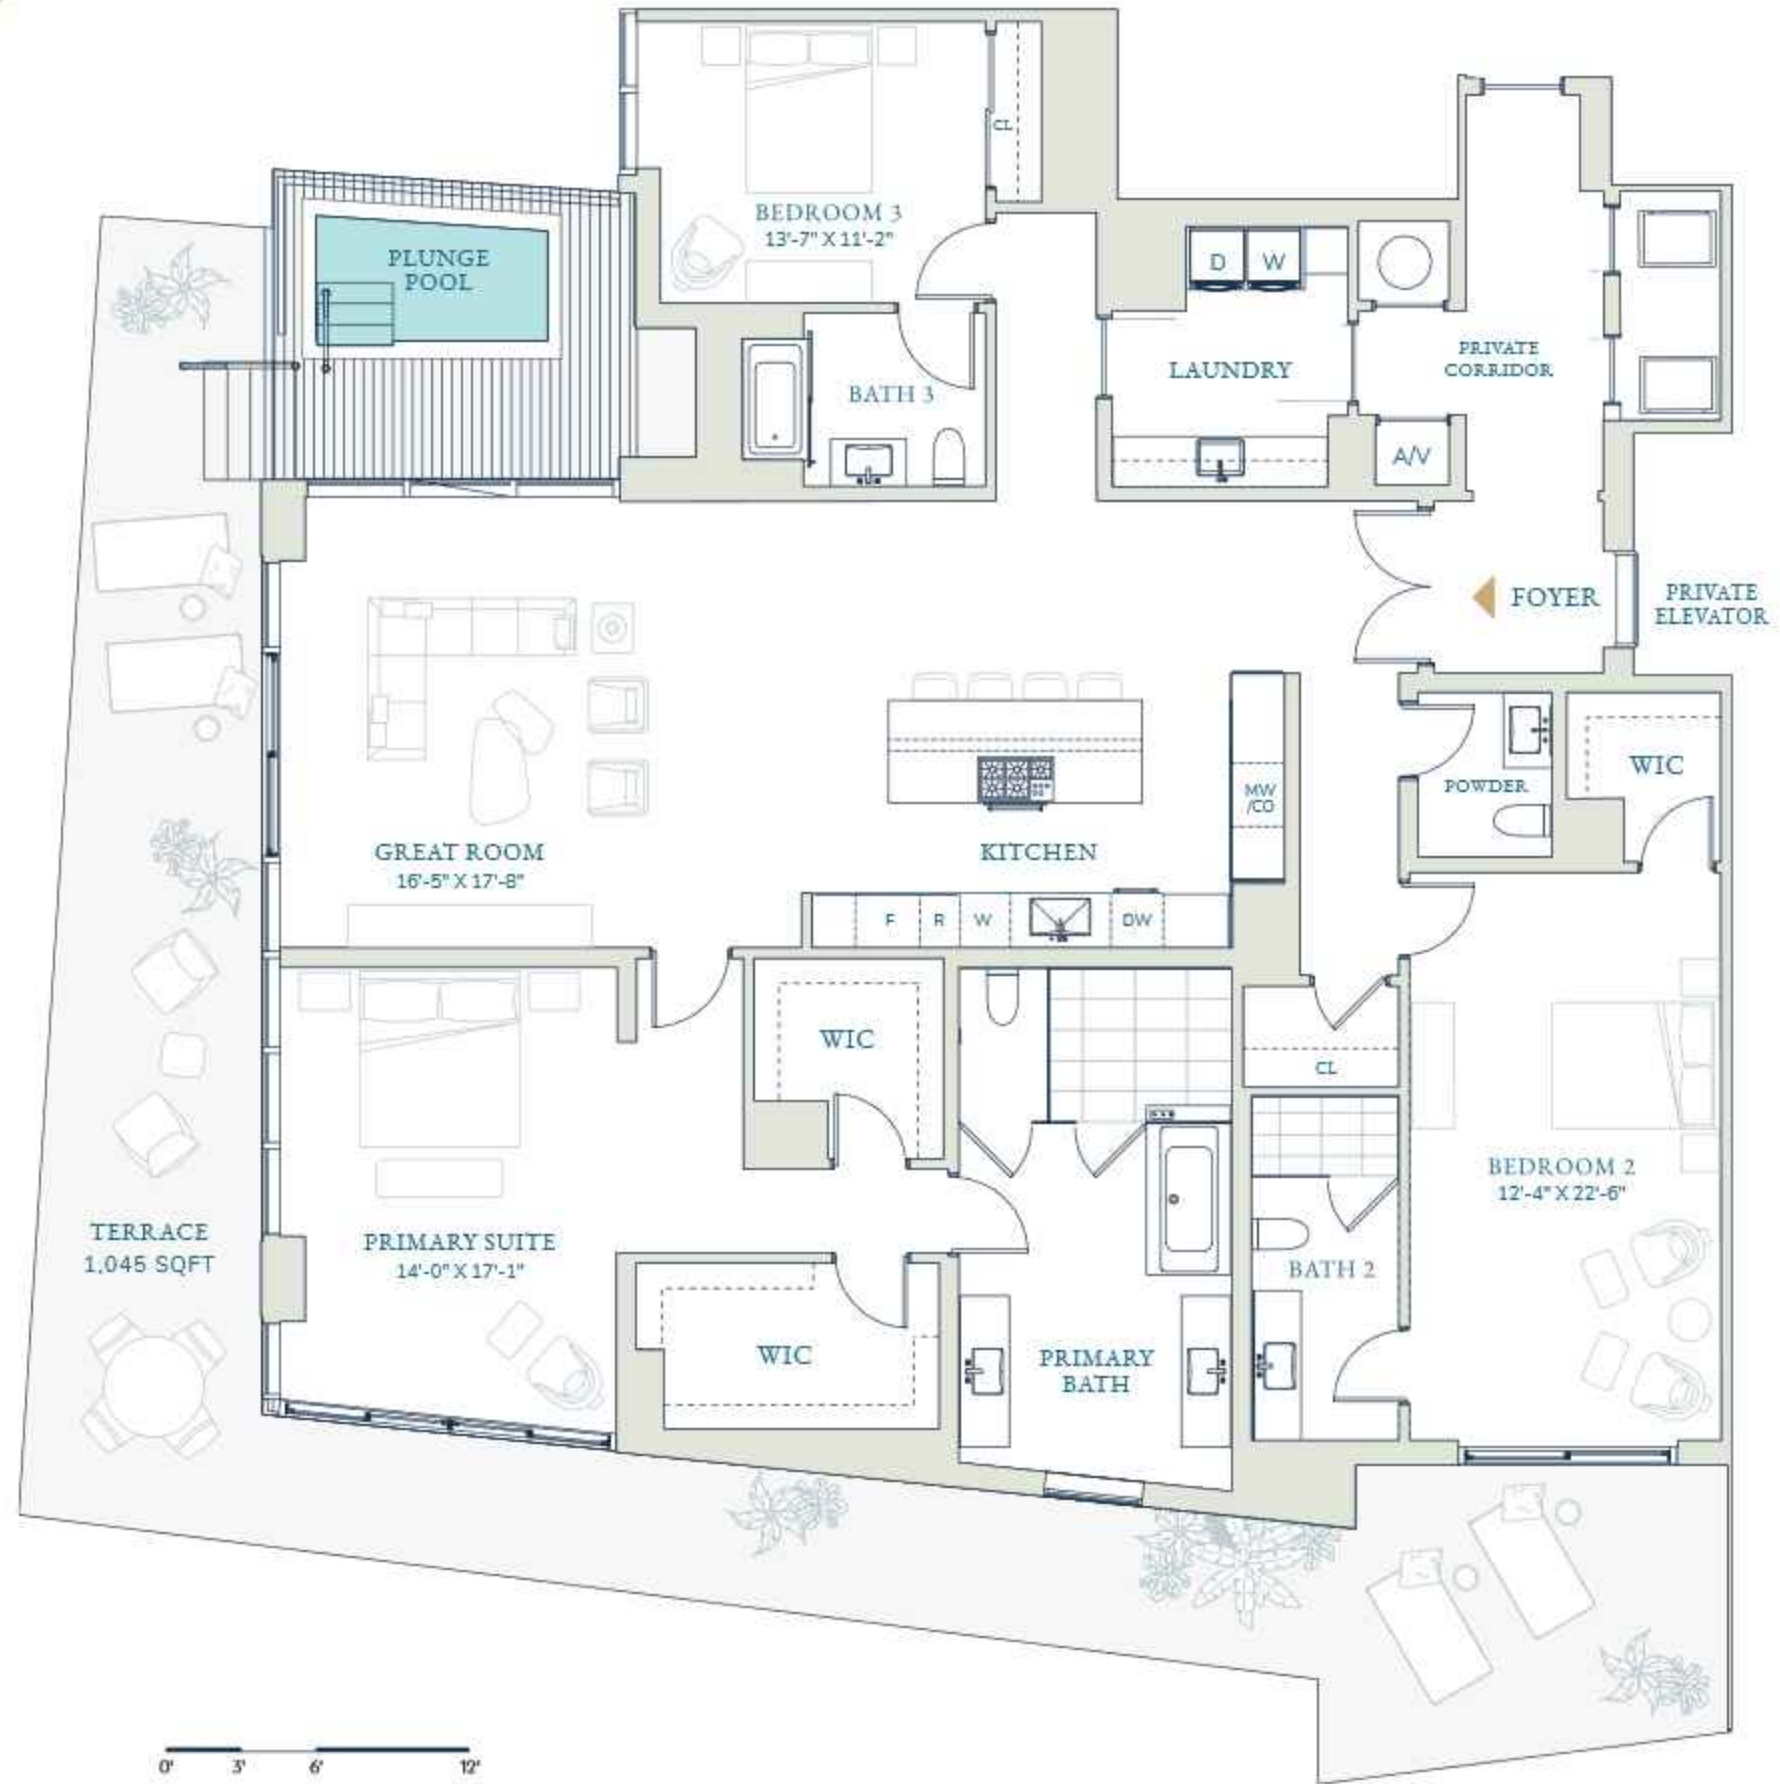 CL
BEDROOM 3
13'-7" X 11'-2"
PLUNGE
POOL
D
W
PRIVATE
CORRIDOR
LAUNDRY
BATH 3
A/V
FOYER
PRIVATE
ELEVATOR
WIC
POWDER
MW
/CO
GREAT ROOM
16'-5" X 17'-8"
KITCHEN
F
R
W
DW
WIC
CL
BEDROOM 2
12'-4" X 22'-6"
TERRACE
1,045 SQFT
PRIMARY SUITE
14'-0" X 17'-1"
BATH 2
WIC
PRIMARY
BATH
0'
3'
6'
12'